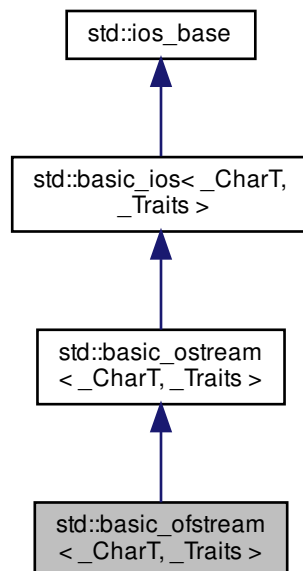 std::ios_base
std::basic_ios< _CharT,
_Traits >
std::basic_ostream
< _CharT, _Traits >
std::basic_ofstream
< _CharT, _Traits >